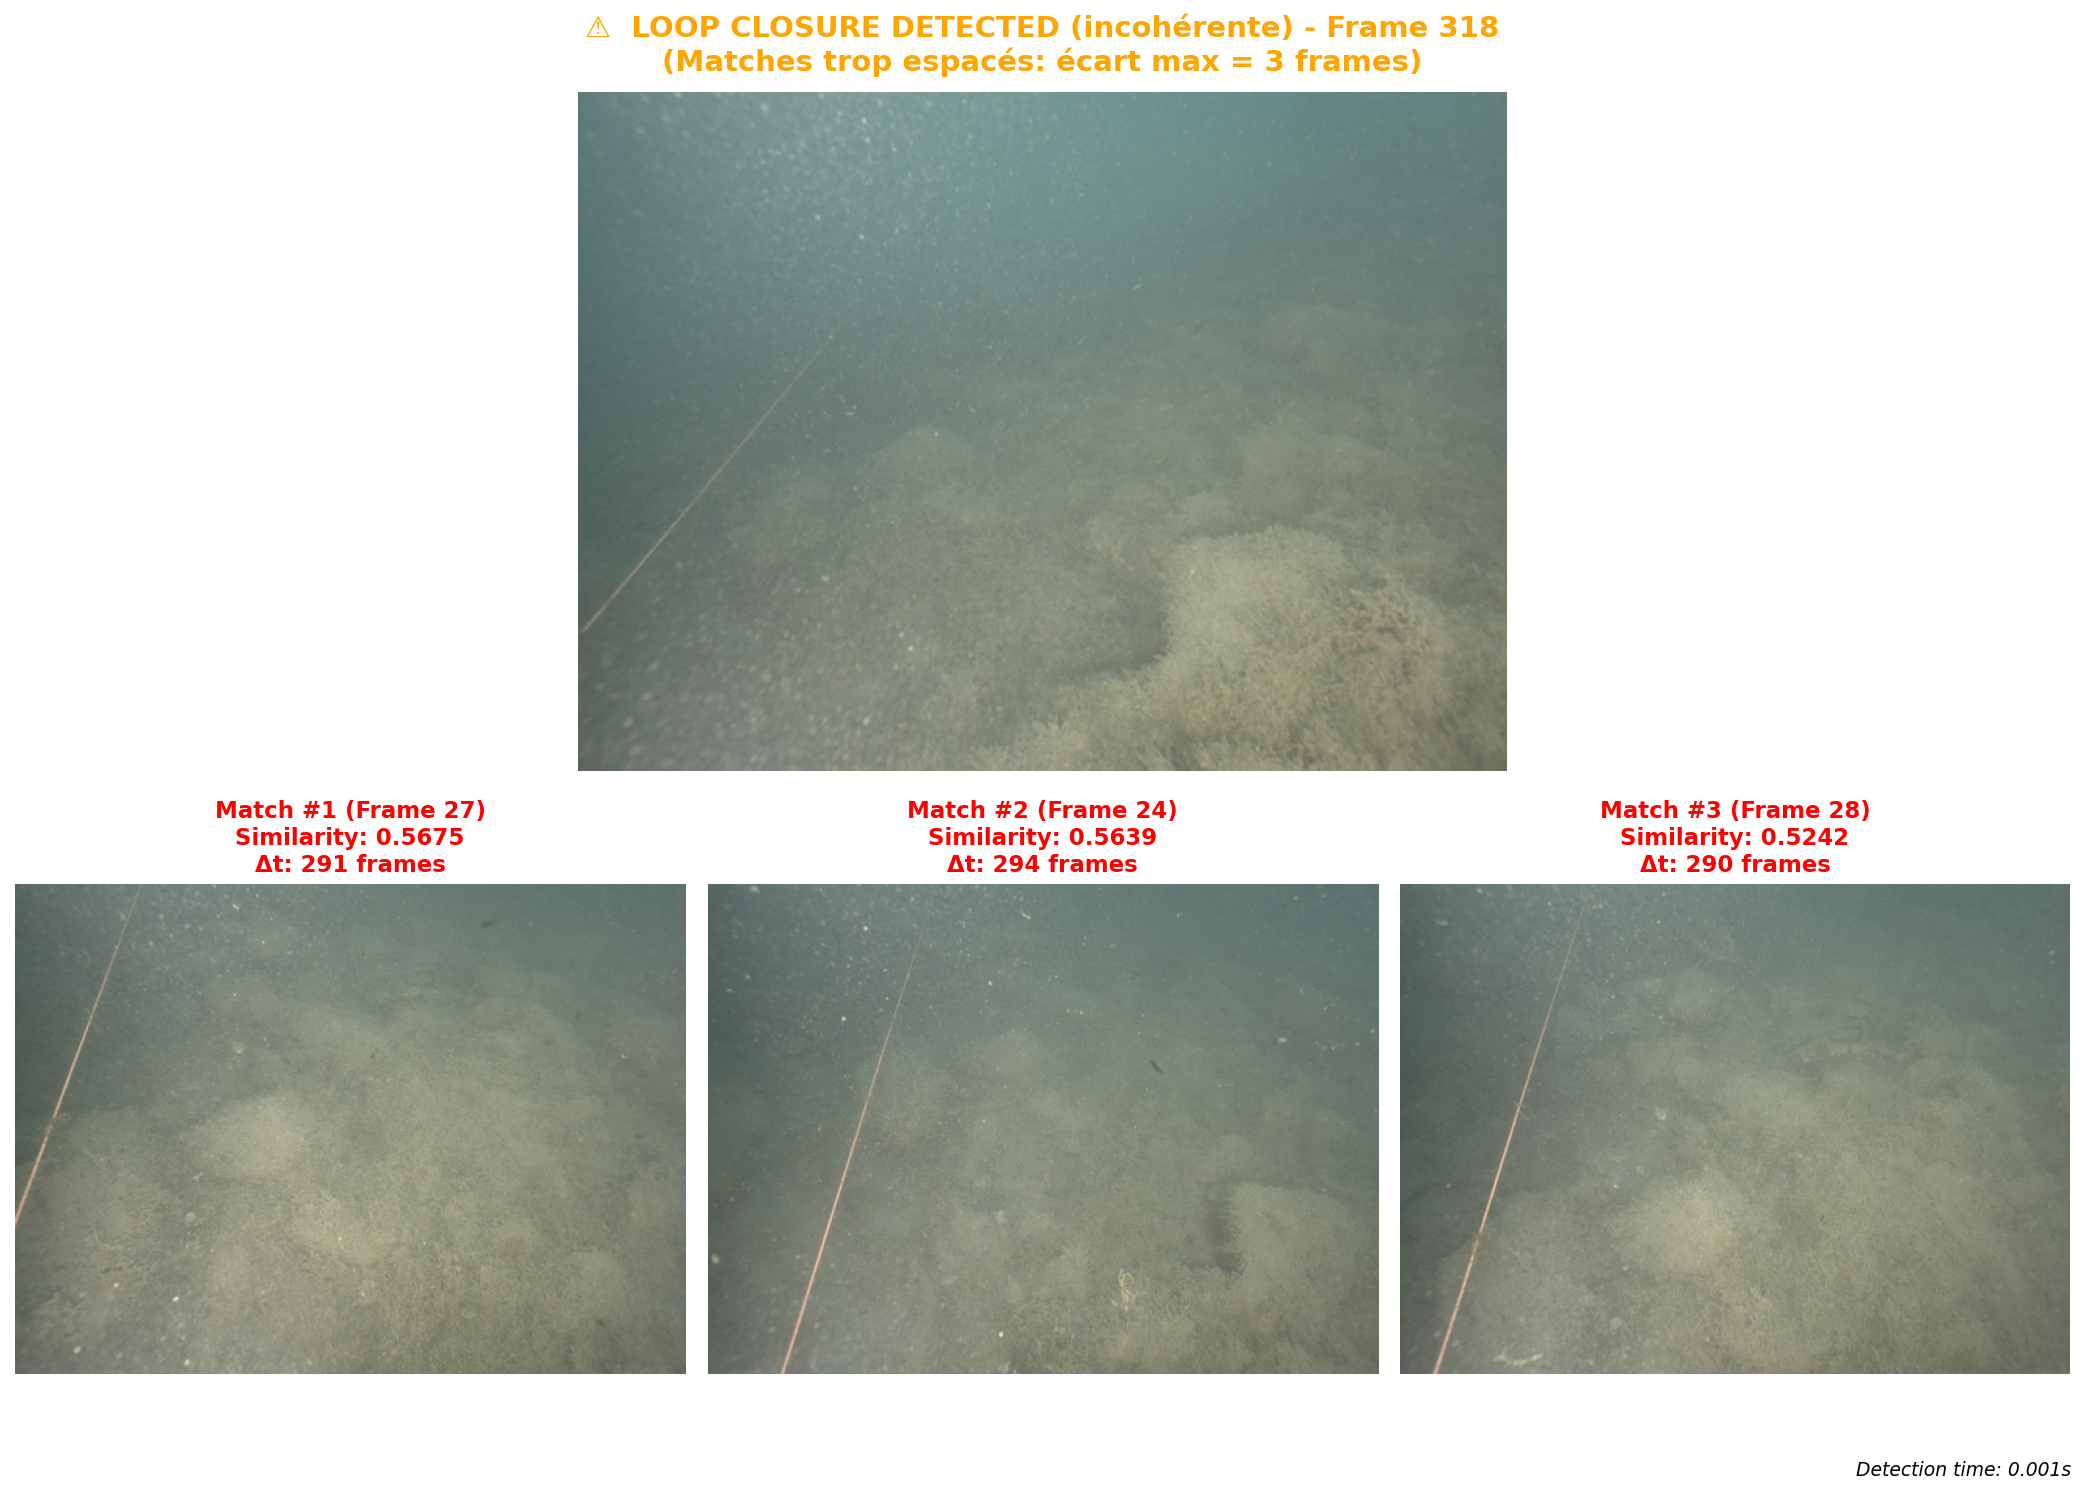 ⚠ LOOP CLOSURE DETECTED (incohérente) - Frame 318
(Matches trop espacés: écart max = 3 frames)
Match #1 (Frame 27)
Similarity: 0.5675
Δt: 291 frames
Match #2 (Frame 24)
Similarity: 0.5639
Δt: 294 frames
Match #3 (Frame 28)
Similarity: 0.5242
Δt: 290 frames
Detection time: 0.001s